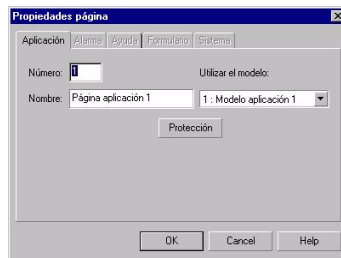 Propiedades página
Aplicación Alarma Ayuda Formulario Sistema
Número: 1 Utilizar el modelo:
Nombre: Página aplicación 1 1 : Modelo aplicación 1
Protección
OK Cancel Help